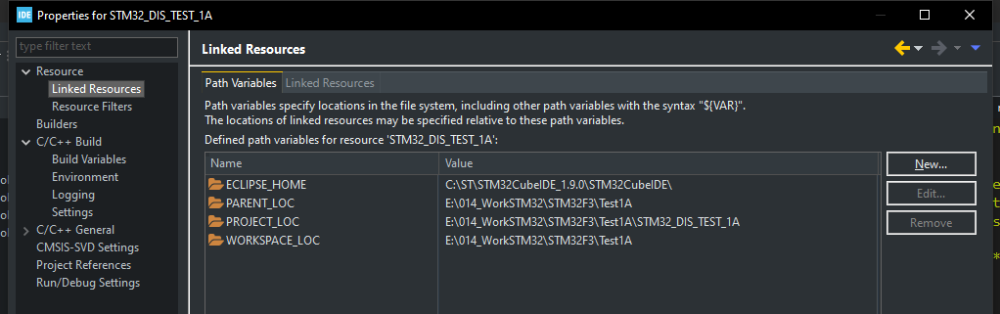 IDE Properties for STM32_DIS_TEST_1A
type filter text
Resource
Linked Resources
Resource Filters
Builders
C/C++ Build
Build Variables
Environment
Logging
Settings
C/C++ General
CMSIS-SVD Settings
Project References
Run/Debug Settings
Linked Resources
Path Variables Linked Resources
Path variables specify locations in the file system, including other path variables with the syntax "${VAR}".
The locations of linked resources may be specified relative to these path variables.
Defined path variables for resource 'STM32_DIS_TEST_1A':
Name Value
ECLIPSE_HOME C:\ST\STM32CubeIDE_1.9.0\STM32CubeIDE\
PARENT_LOC E:\014_WorkSTM32\STM32F3\Test1A
PROJECT_LOC E:\014_WorkSTM32\STM32F3\Test1A\STM32_DIS_TEST_1A
WORKSPACE_LOC E:\014_WorkSTM32\STM32F3\Test1A
New...
Edit...
Remove